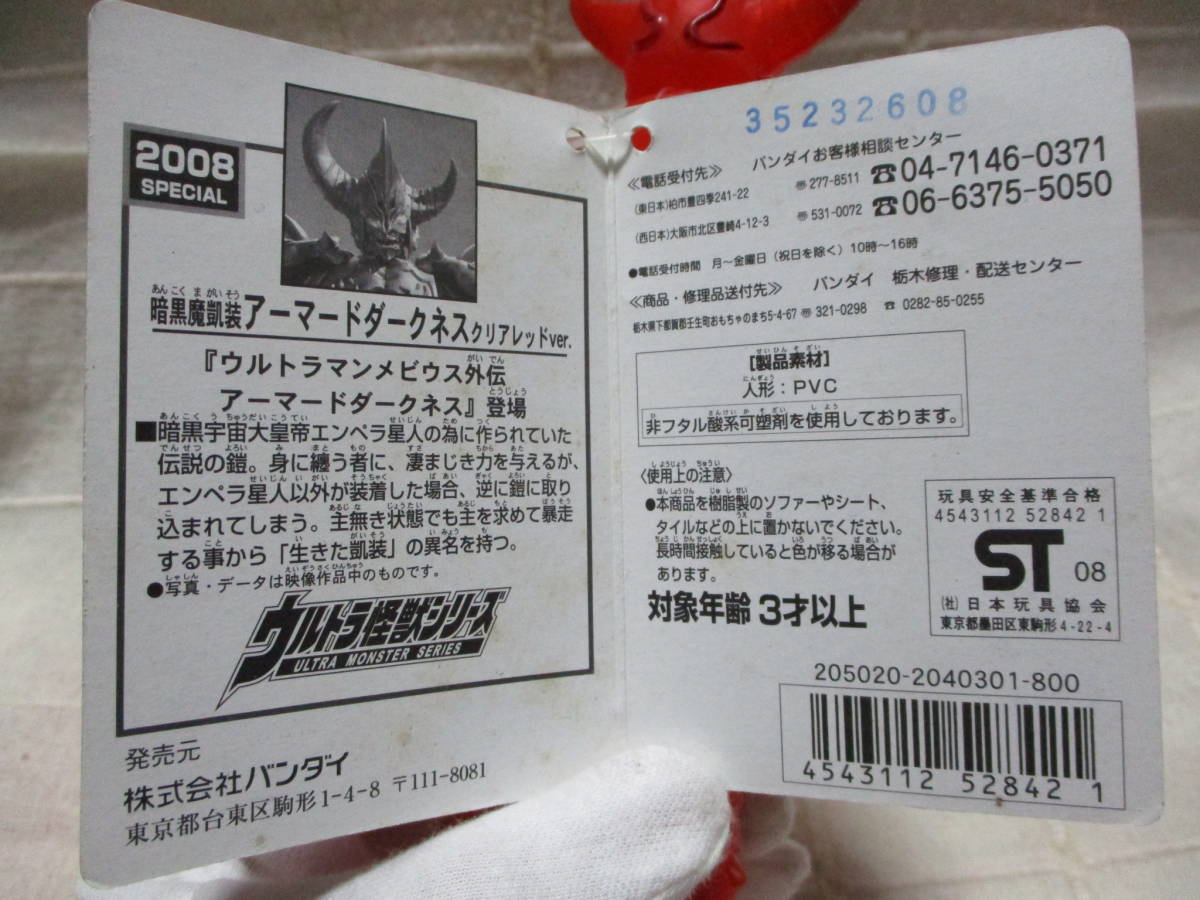 2008
SPECIAL
暗黒魔凱装アーマードダークネスクリアレッドver.
『ウルトラマンメビウス外伝
アーマードダークネス』登場
■暗黒宇宙大皇帝エンペラ星人の為に作られていた
伝説の鎧。身に纏う者に、凄まじき力を与えるが、
エンペラ星人以外が装着した場合、逆に鎧に取り
込まれてしまう。主無き状態でも主を求めて暴走
する事から「生きた凱装」の異名を持つ。
●写真・データは映像作品中のものです。
ウルトラ怪獣シリーズ
ULTRA MONSTER SERIES
発売元
株式会社バンダイ
東京都台東区駒形1-4-8 〒111-8081
35232608
バンダイお客様相談センター
≪電話受付先≫
(東日本)柏市豊四季241-22 〒277-8511 ☎04-7146-0371
(西日本)大阪市北区豊崎4-12-3 〒531-0072 ☎06-6375-5050
●電話受付時間 月〜金曜日(祝日を除く)10時〜16時
≪商品・修理品送付先≫ バンダイ 栃木修理・配送センター
栃木県下都賀郡壬生町おもちゃのまち5-4-67 〒321-0298 ☎0282-85-0255
[製品素材]
人形:PVC
非フタル酸系可塑剤を使用しております。
〈使用上の注意〉
●本商品を樹脂製のソファーやシート、
タイルなどの上に置かないでください。
長時間接触していると色が移る場合が
あります。
対象年齢 3才以上
玩具安全基準合格
4543112 52842 1
ST 08
(社)日本玩具協会
東京都墨田区東駒形4-22-4
205020-2040301-800
4543112 528421